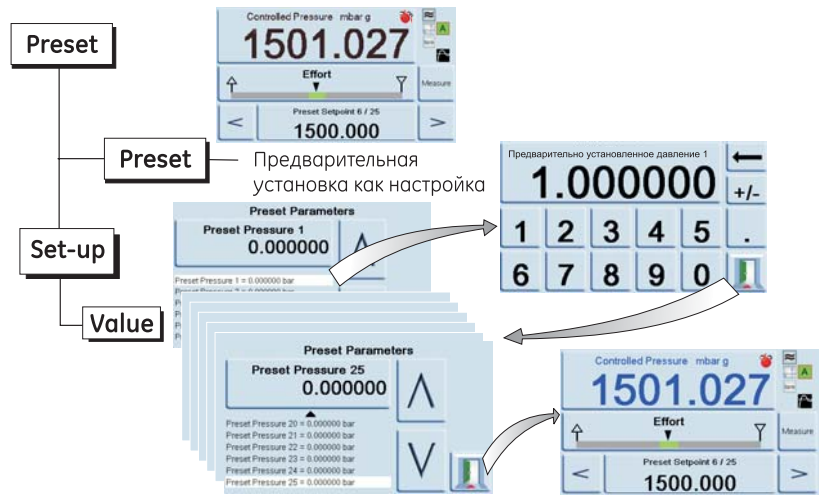 Preset
Controlled Pressure mbar g
1501.027
A
Effort
Measure
Preset Setpoint 6 / 25
< 1500.000 >
Preset
Предварительная
установка как настройка
Предварительно установленное давление 1
1.000000
+/-
1 2 3 4 5 .
6 7 8 9 0
Preset Parameters
Preset Pressure 1
0.000000
Preset Pressure 1 = 0.000000 bar
Set-up
Value
Preset Parameters
Preset Pressure 25
0.000000
Preset Pressure 20 = 0.000000 bar
Preset Pressure 21 = 0.000000 bar
Preset Pressure 22 = 0.000000 bar
Preset Pressure 23 = 0.000000 bar
Preset Pressure 24 = 0.000000 bar
Preset Pressure 25 = 0.000000 bar
Controlled Pressure mbar g
1501.027
A
Effort
Measure
Preset Setpoint 6 / 25
< 1500.000 >